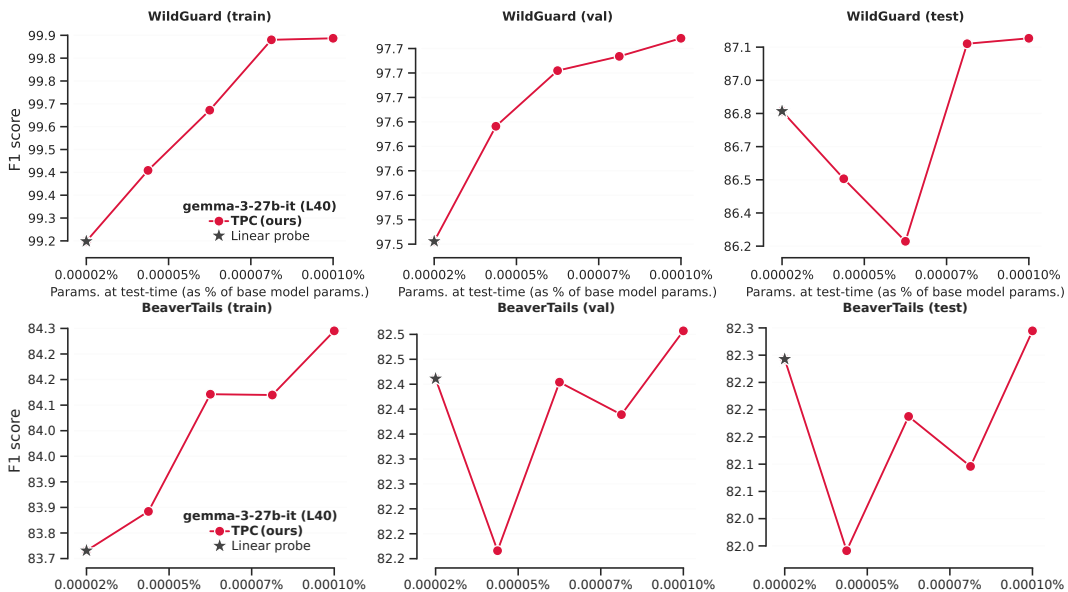 WildGuard (train)
WildGuard (val)
WildGuard (test)
F1 score
99.9
99.8
99.8
99.7
99.6
99.5
99.4
99.4
99.3
99.2
gemma-3-27b-it (L40)
TPC (ours)
Linear probe
97.7
97.7
97.7
97.6
97.6
97.6
97.6
97.5
97.5
87.1
87.0
86.8
86.7
86.5
86.4
86.2
0.00002% 0.00005% 0.00007% 0.00010%
0.00002% 0.00005% 0.00007% 0.00010%
0.00002% 0.00005% 0.00007% 0.00010%
Params. at test-time (as % of base model params.)
Params. at test-time (as % of base model params.)
Params. at test-time (as % of base model params.)
BeaverTails (train)
BeaverTails (val)
BeaverTails (test)
F1 score
84.3
84.2
84.2
84.1
84.0
84.0
83.9
83.9
83.8
83.7
gemma-3-27b-it (L40)
TPC (ours)
Linear probe
82.5
82.5
82.4
82.4
82.4
82.3
82.3
82.2
82.2
82.2
82.3
82.3
82.2
82.2
82.2
82.1
82.1
82.0
82.0
0.00002% 0.00005% 0.00007% 0.00010%
0.00002% 0.00005% 0.00007% 0.00010%
0.00002% 0.00005% 0.00007% 0.00010%